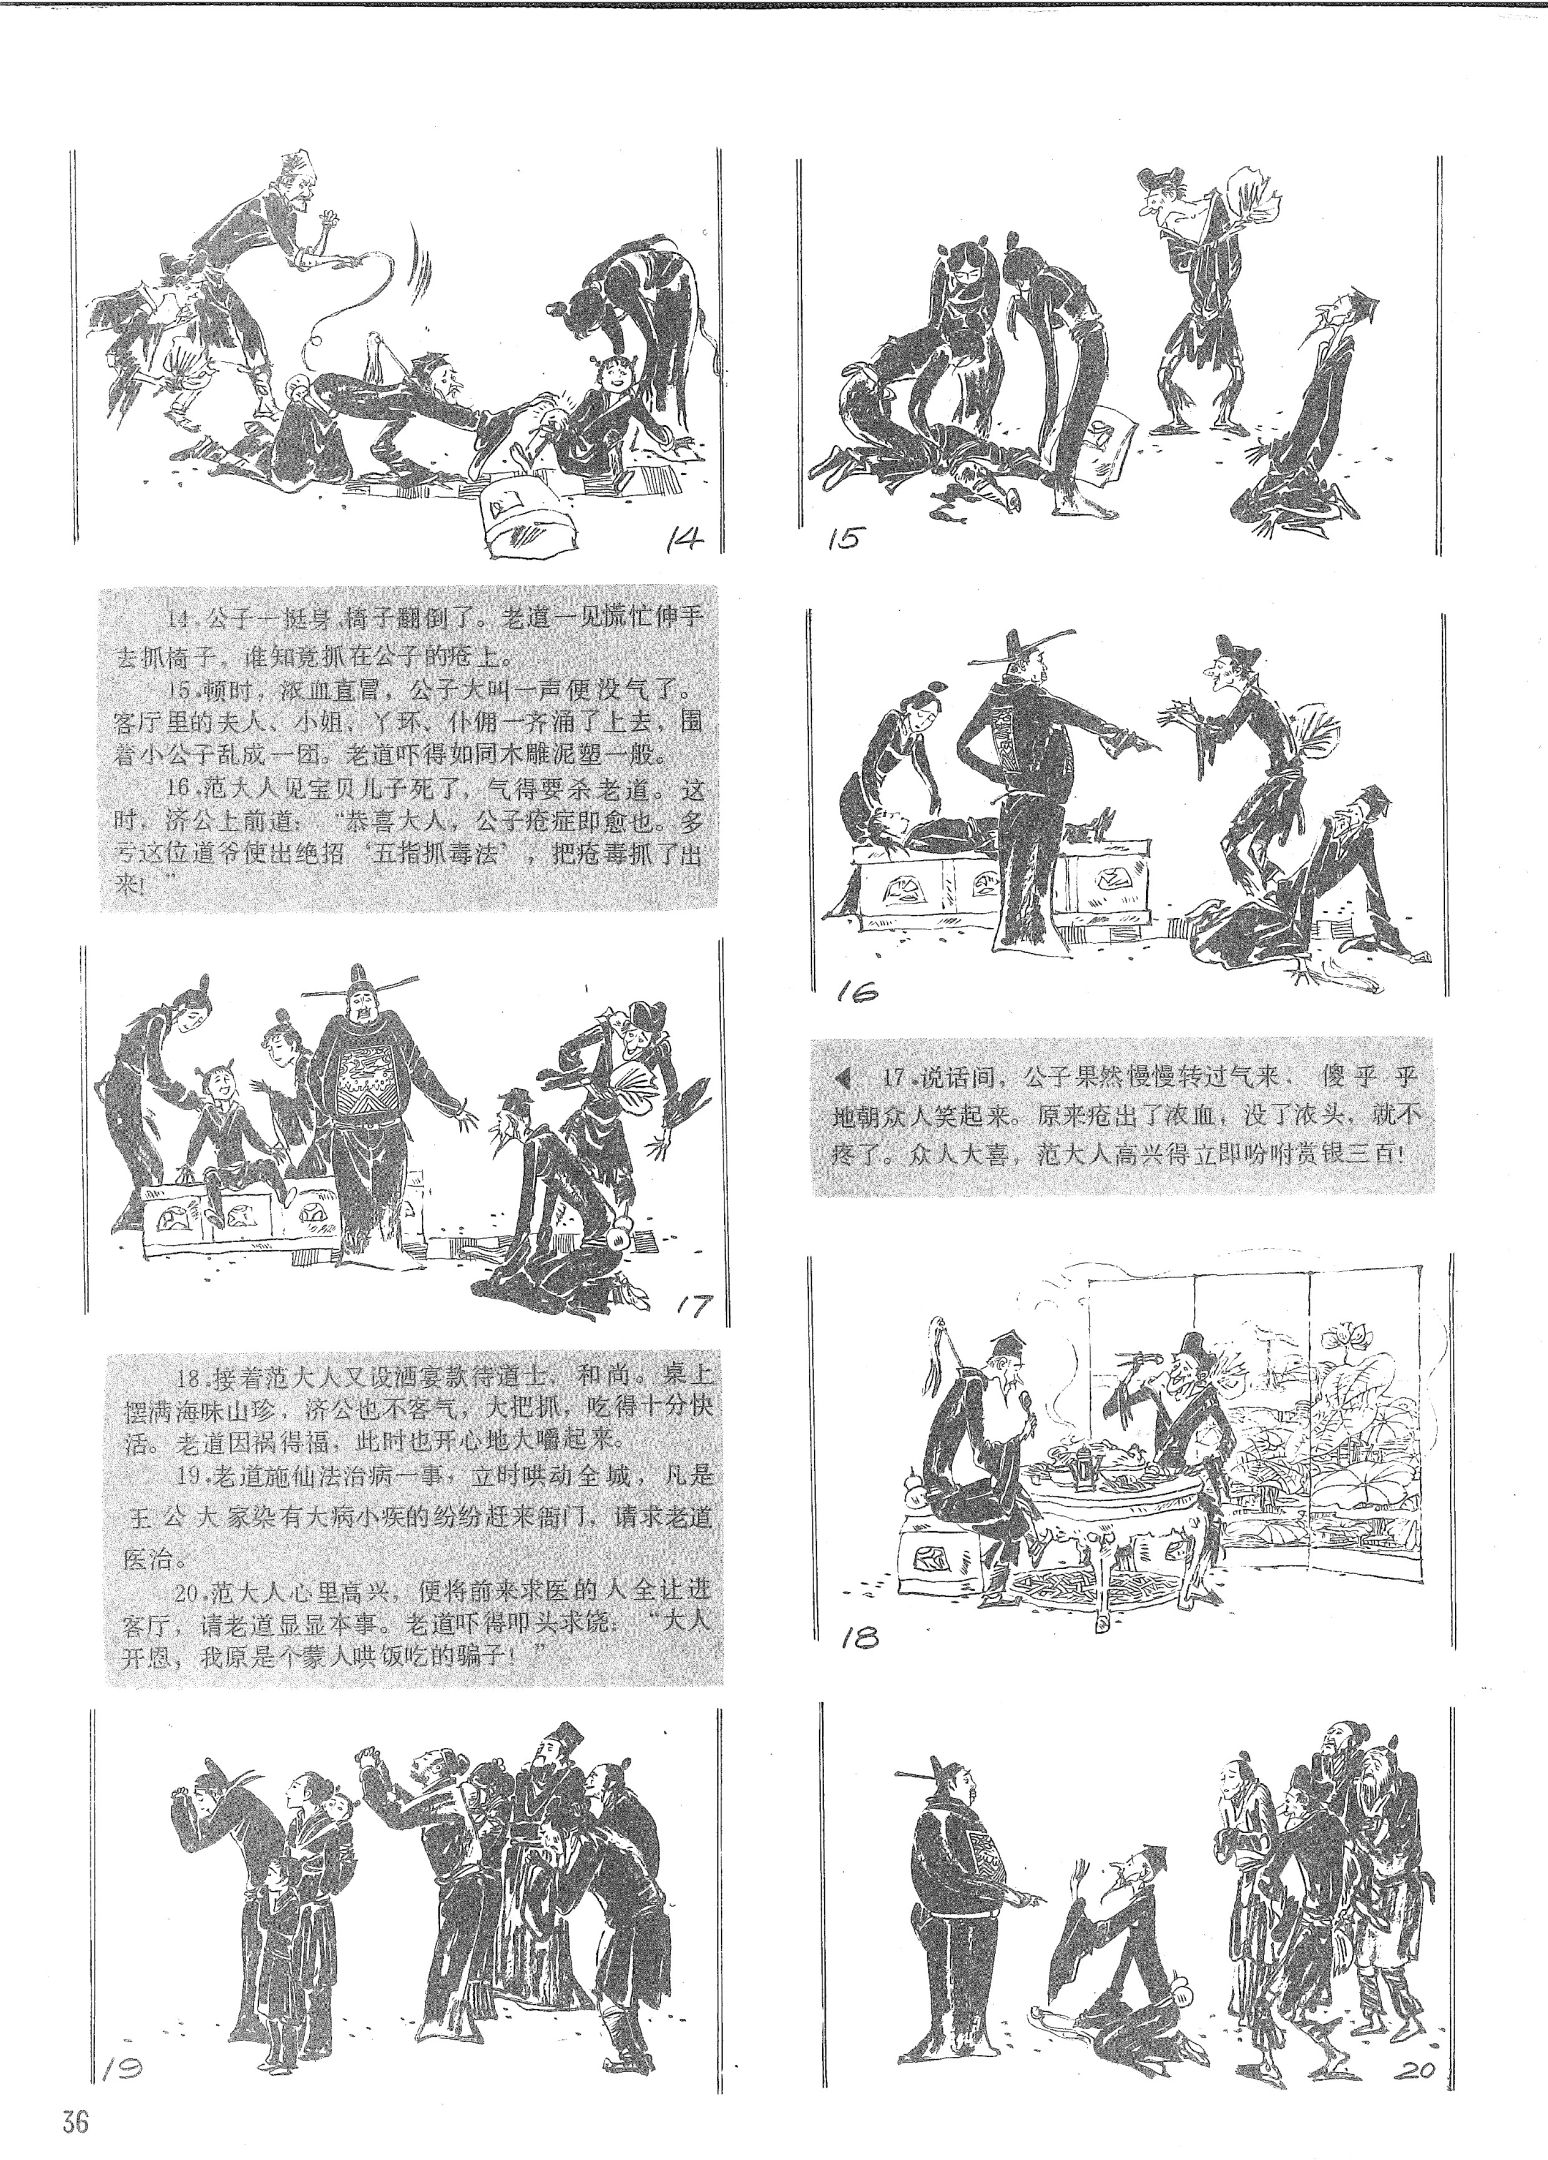 14
15
14.公子一挺身,椅子翻倒了。老道一见慌忙伸手
去抓椅子，谁知竟抓在公子的疮上。
15.顿时，浓血直冒，公子大叫一声便没气了。
客厅里的夫人、小姐，丫环、仆佣一齐涌了上去，围
着小公子乱成一团。老道吓得如同木雕泥塑一般。
16.范大人见宝贝儿子死了，气得要杀老道。这
时，济公上前道：“恭喜大人，公子疮症即愈也。多
亏这位道爷使出绝招‘五指抓毒法’，把疮毒抓了出
来！”
16
17
◀ 17.说话间，公子果然慢慢转过气来，傻乎乎
地朝众人笑起来。原来疮出了浓血，没了浓头，就不
疼了。众人大喜，范大人高兴得立即吩咐赏银三百！
18.接着范大人又设酒宴款待道士、和尚。桌上
摆满海味山珍，济公也不客气，大把抓，吃得十分快
活。老道因祸得福，此时也开心地大嚼起来。
19.老道施仙法治病一事，立时哄动全城，凡是
王公大家染有大病小疾的纷纷赶来衙门，请求老道
医治。
20.范大人心里高兴，便将前来求医的人全让进
客厅，请老道显显本事。老道吓得叩头求饶：“大人
开恩，我原是个蒙人哄饭吃的骗子！”
18
19
20
36